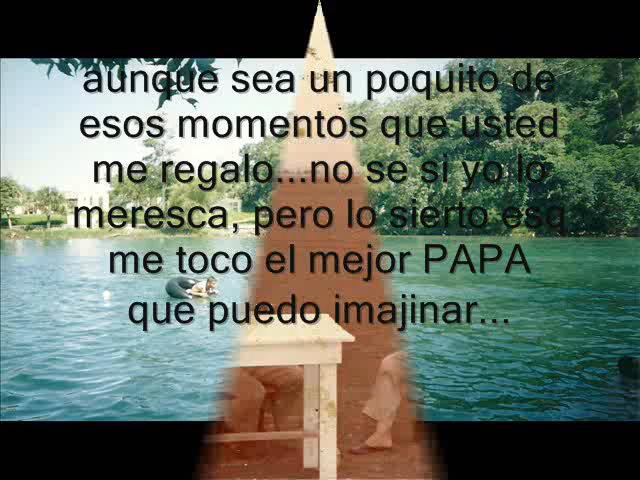 aunque sea un poquito de
esos momentos que usted
me regalo...no se si yo lo
meresca, pero lo sierto esq
me toco el mejor PAPA
que puedo imajinar...